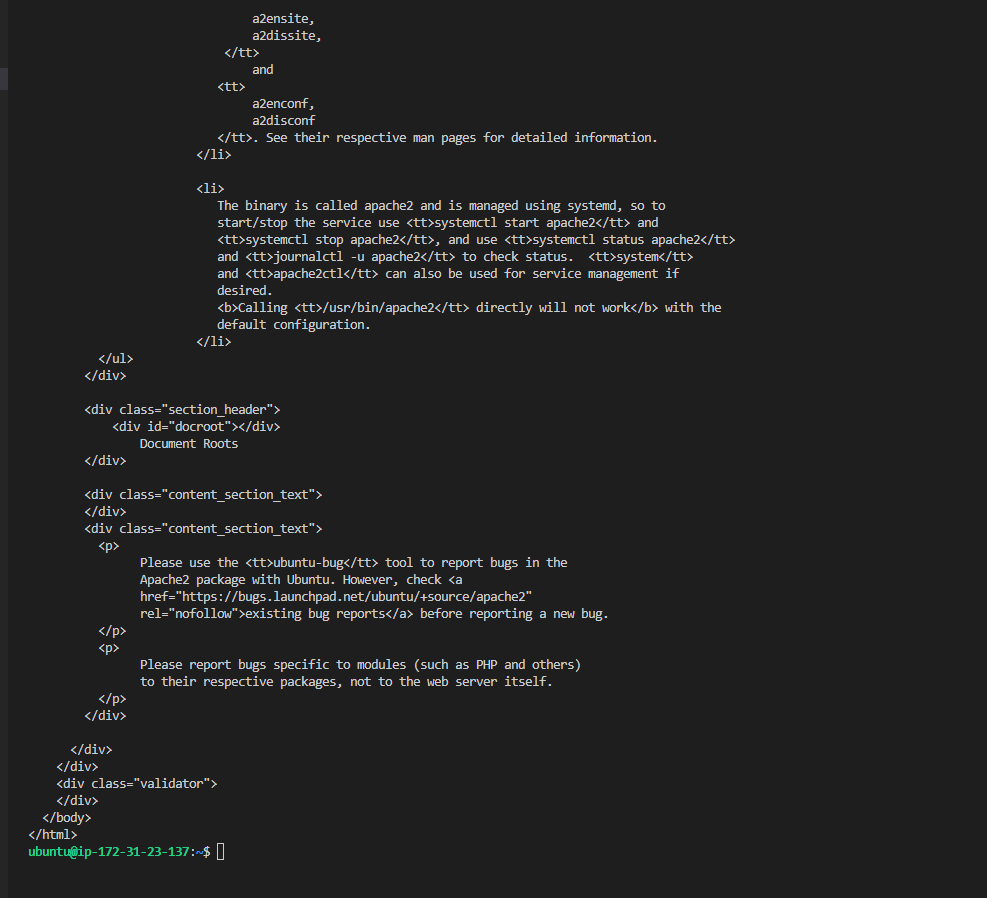 a2ensite,
a2dissite,
</tt>
and
<tt>
a2enconf,
a2disconf
</tt>. See their respective man pages for detailed information.
</li>
<li>
The binary is called apache2 and is managed using systemd, so to
start/stop the service use <tt>systemctl start apache2</tt> and
<tt>systemctl stop apache2</tt>, and use <tt>systemctl status apache2</tt>
and <tt>journalctl -u apache2</tt> to check status.  <tt>system</tt>
and <tt>apache2ctl</tt> can also be used for service management if
desired.
<b>Calling <tt>/usr/bin/apache2</tt> directly will not work</b> with the
default configuration.
</li>
</ul>
</div>
<div class="section_header">
<div id="docroot"></div>
Document Roots
</div>
<div class="content_section_text">
</div>
<div class="content_section_text">
<p>
Please use the <tt>ubuntu-bug</tt> tool to report bugs in the
Apache2 package with Ubuntu. However, check <a
href="https://bugs.launchpad.net/ubuntu/+source/apache2"
rel="nofollow">existing bug reports</a> before reporting a new bug.
</p>
<p>
Please report bugs specific to modules (such as PHP and others)
to their respective packages, not to the web server itself.
</p>
</div>
</div>
</div>
<div class="validator">
</div>
</body>
</html>
ubuntu@ip-172-31-23-137:~$